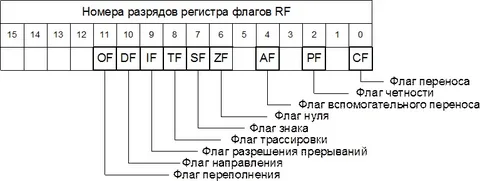 Номера разрядов регистра флагов RF
15 14 13 12 11 10 9 8 7 6 5 4 3 2 1 0
OF DF IF TF SF ZF AF PF CF
Флаг переноса
Флаг четности
Флаг вспомогательного переноса
Флаг нуля
Флаг знака
Флаг трассировки
Флаг разрешения прерываний
Флаг направления
Флаг переполнения